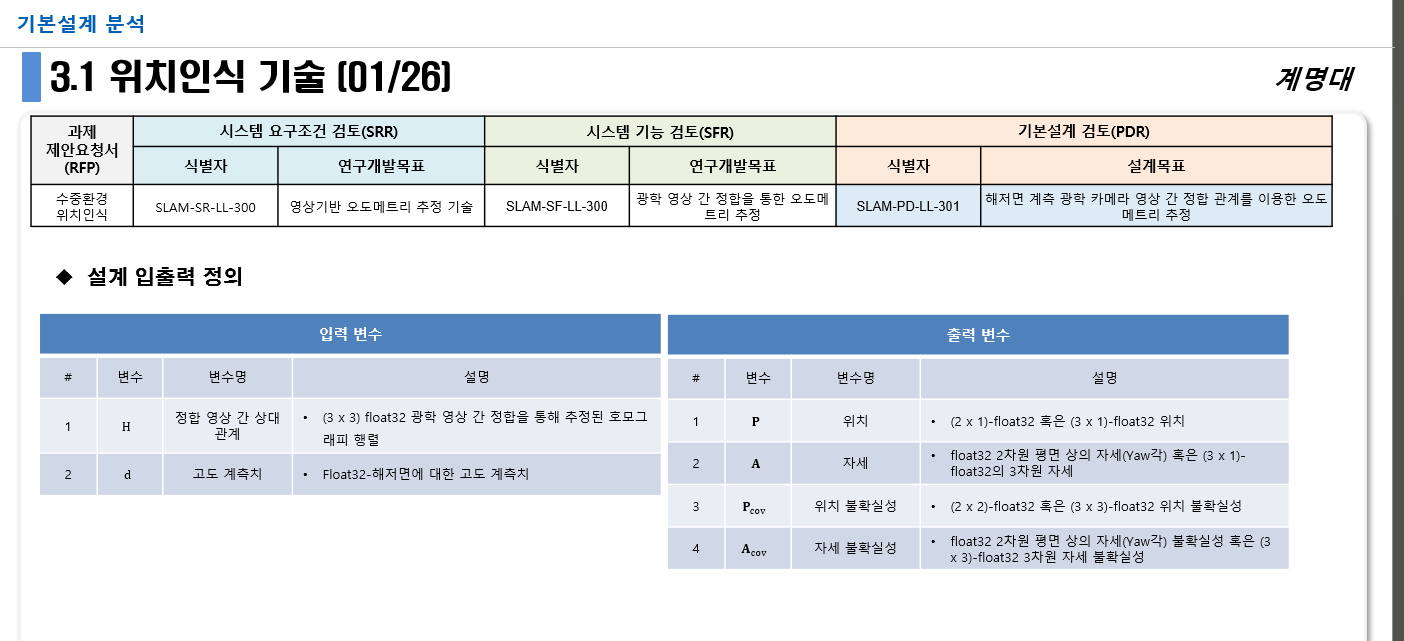 기본설계 분석
3.1 위치인식 기술 (01/26)
계명대
과제
제안요청서
(RFP)
시스템 요구조건 검토(SRR)
시스템 기능 검토(SFR)
기본설계 검토(PDR)
식별자
연구개발목표
식별자
연구개발목표
식별자
설계목표
수중환경
위치인식
SLAM-SR-LL-300
영상기반 오도메트리 추정 기술
SLAM-SF-LL-300
광학 영상 간 정합을 통한 오도메
트리 추정
SLAM-PD-LL-301
해저면 계측 광학 카메라 영상 간 정합 관계를 이용한 오도
메트리 추정
◆ 설계 입출력 정의
입력 변수
# 변수 변수명 설명
1 H 정합 영상 간 상대
관계
• (3 x 3) float32 광학 영상 간 정합을 통해 추정된 호모그
래피 행렬
2 d 고도 계측치 • Float32-해저면에 대한 고도 계측치
출력 변수
# 변수 변수명 설명
1 P 위치 • (2 x 1)-float32 혹은 (3 x 1)-float32 위치
2 A 자세 • float32 2차원 평면 상의 자세(Yaw각) 혹은 (3 x 1)-
float32의 3차원 자세
3 Pcov 위치 불확실성 • (2 x 2)-float32 혹은 (3 x 3)-float32 위치 불확실성
4 Acov 자세 불확실성 • float32 2차원 평면 상의 자세(Yaw각) 불확실성 혹은 (3
x 3)-float32 3차원 자세 불확실성